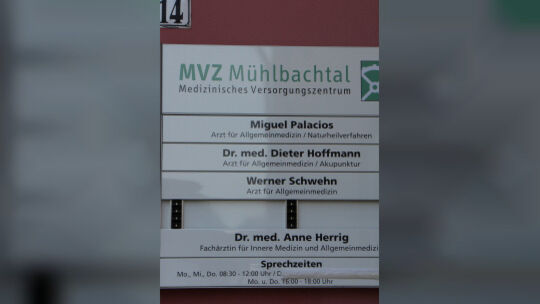 14
MVZ Mühlbachtal
Medizinisches Versorgungszentrum
Miguel Palacios
Arzt für Allgemeinmedizin / Naturheilverfahren
Dr. med. Dieter Hoffmann
Arzt für Allgemeinmedizin / Akupunktur
Werner Schwehn
Arzt für Allgemeinmedizin
Dr. med. Anne Herrig
Fachärztin für Innere Medizin und Allgemeinmedizi
Sprechzeiten
Mo., Mi., Do. 08:30 - 12:00 Uhr / D
Mo. u. Do. 16:00 - 18:00 Uhr